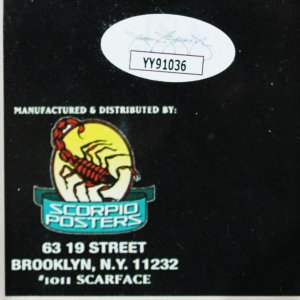 YY91036
MANUFACTURED & DISTRIBUTED BY:
SCORPIO
POSTERS
63 19 STREET
BROOKLYN, N.Y. 11232
#1011 SCARFACE